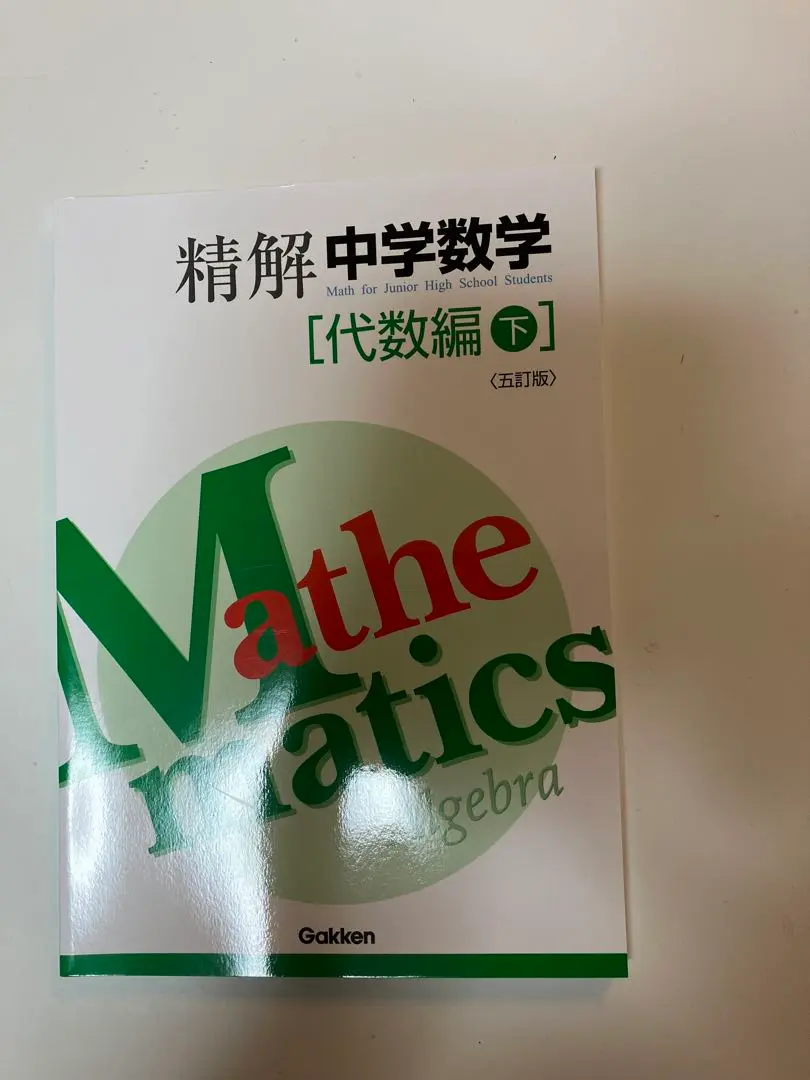 精解 中学数学
Math for Junior High School Students
[代数編 下]
〈五訂版〉
Mathe
matics
Algebra
Gakken